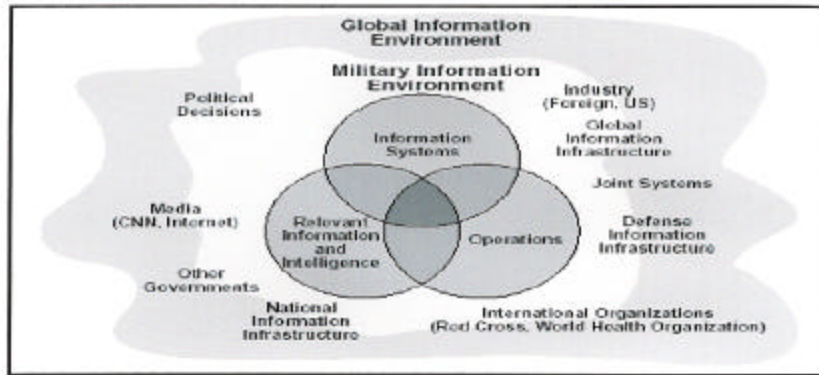 Global Information
Environment
Military Information
Environment
Political
Decisions
Industry
(Foreign, US)
Information
Systems
Global
Information
Infrastructure
Joint Systems
Media
(CNN, Internet)
Relevant
Information
and
Intelligence
Operations
Defense
Information
Infrastructure
Other
Governments
National
Information
Infrastructure
International Organizations
(Red Cross, World Health Organization)